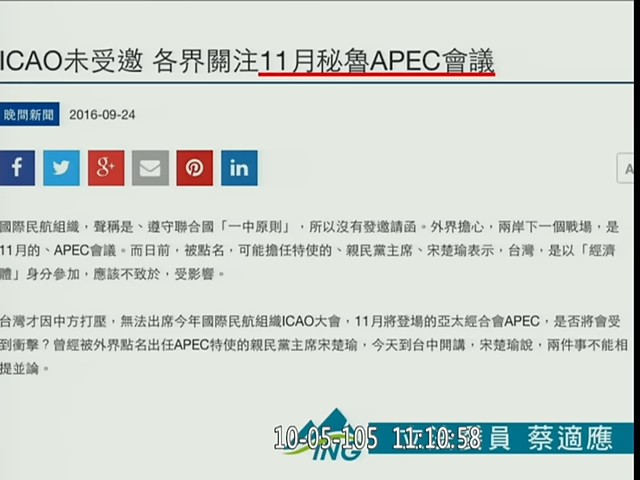 ICAO未受邀 各界關注11月秘魯APEC會議
晚間新聞 2016-09-24
f g+ in A
國際民航組織，聲稱是、遵守聯合國「一中原則」，所以沒有發邀請函。外界擔心，兩岸下一個戰場，是
11月的、APEC會議。而日前，被點名，可能擔任特使的、親民黨主席、宋楚瑜表示，台灣，是以「經濟
體」身分參加，應該不致於，受影響。
台灣才因中方打壓，無法出席今年國際民航組織ICAO大會，11月將登場的亞太經合會APEC，是否將會受
到衝擊？曾經被外界點名出任APEC特使的親民黨主席宋楚瑜，今天到台中開講，宋楚瑜說，兩件事不能相
提並論。
10-05-105 11:10:58
ING 員 蔡適應